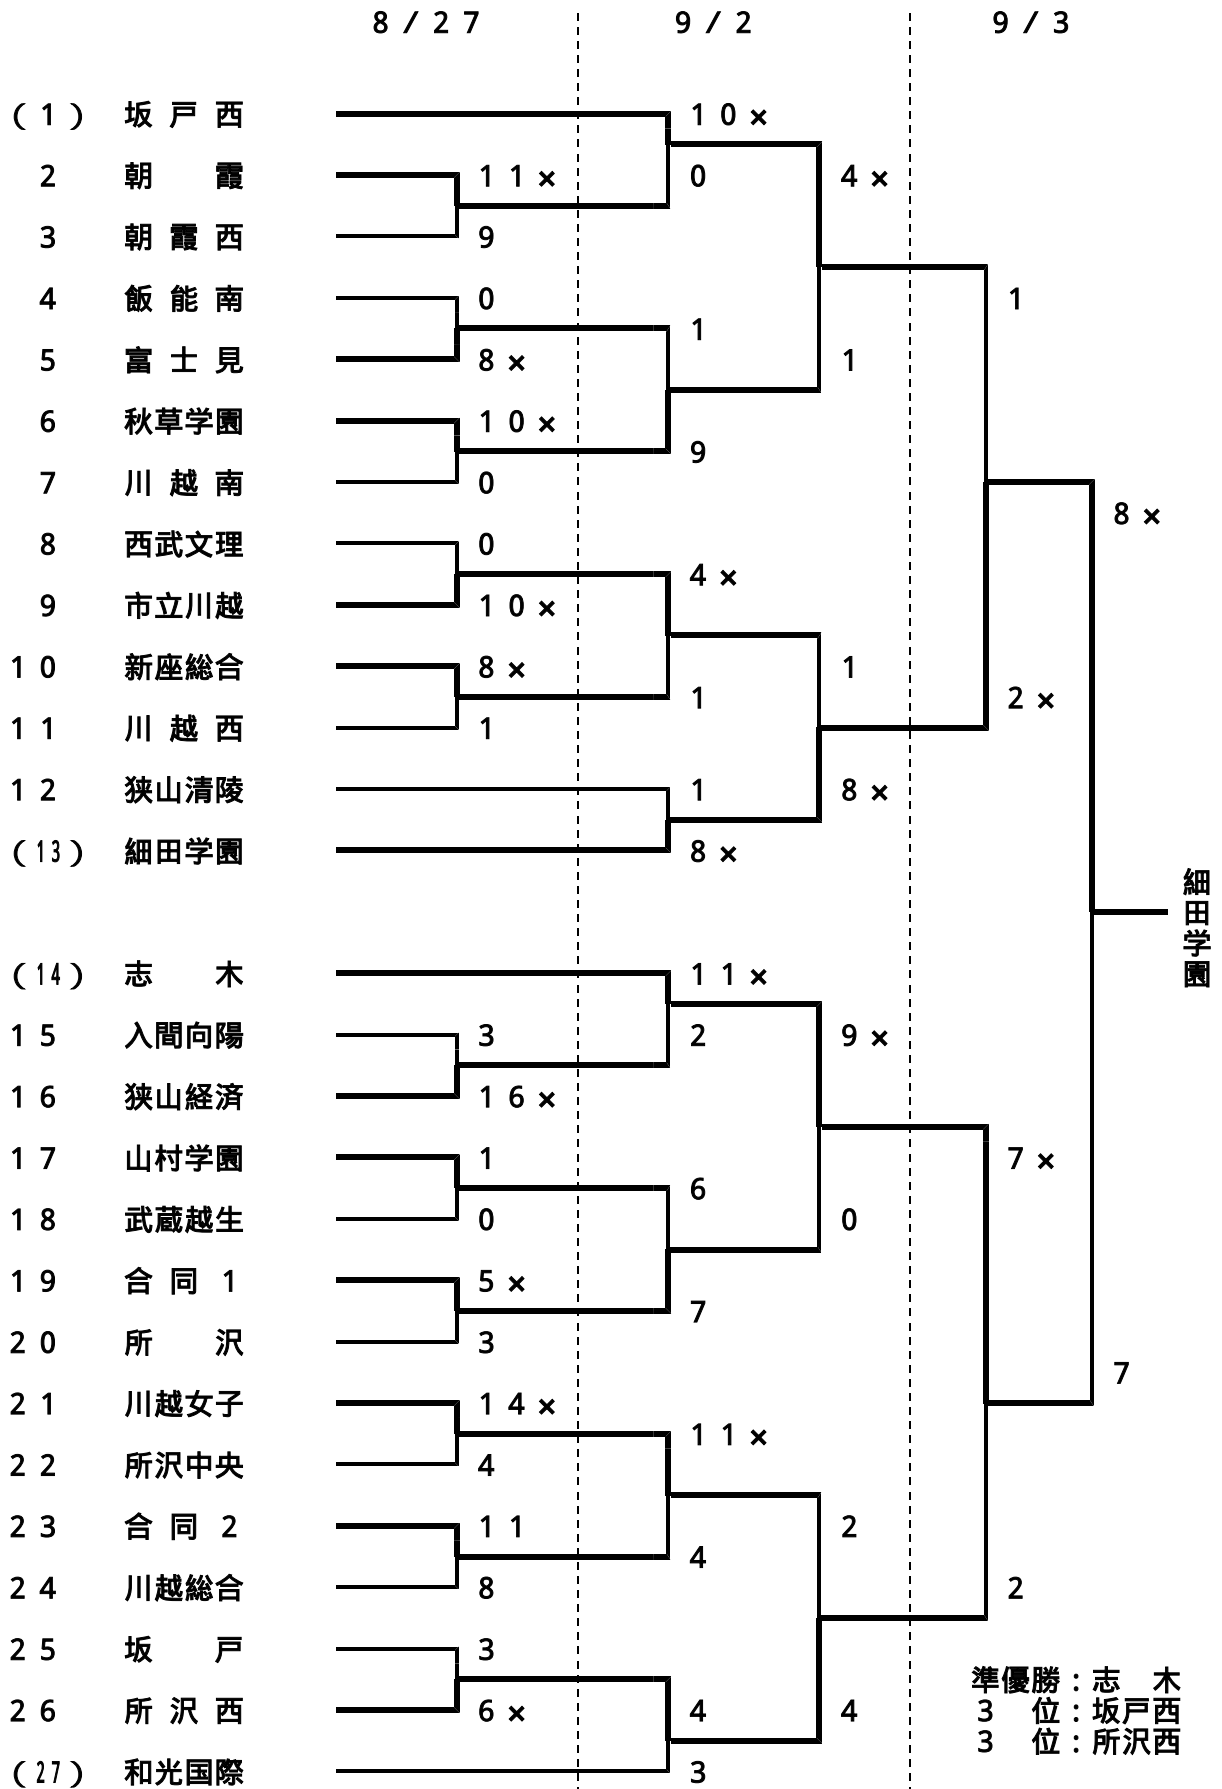 8/27 9/2 9/3
(1) 坂戸西 10×
2 朝霞 11× 0 4×
3 朝霞西 9
4 飯能南 0 1
1
5 富士見 8× 1
6 秋草学園 10×
9
7 川越南 0
8×
8 西武文理 0
4×
9 市立川越 10×
10 新座総合 8× 1
1 2×
11 川越西 1
12 狭山清陵 1 8×
(13) 細田学園 8×
細田学園
(14) 志木 11×
15 入間向陽 3 2 9×
16 狭山経済 16×
17 山村学園 1 7×
6
18 武蔵越生 0 0
19 合同1 5×
7
20 所沢 3
7
21 川越女子 14×
11×
22 所沢中央 4
23 合同2 11 2
4
24 川越総合 8 2
25 坂戸 3
準優勝:志木
26 所沢西 6× 4 4 3位:坂戸西
3位:所沢西
(27) 和光国際 3